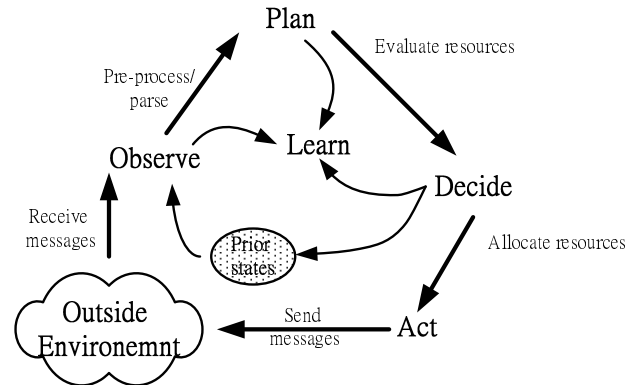 Plan
Evaluate resources
Pre-process/
parse
Learn
Observe
Decide
Receive
messages
Prior
states
Allocate resources
Outside
Environemnt
Send
messages
Act